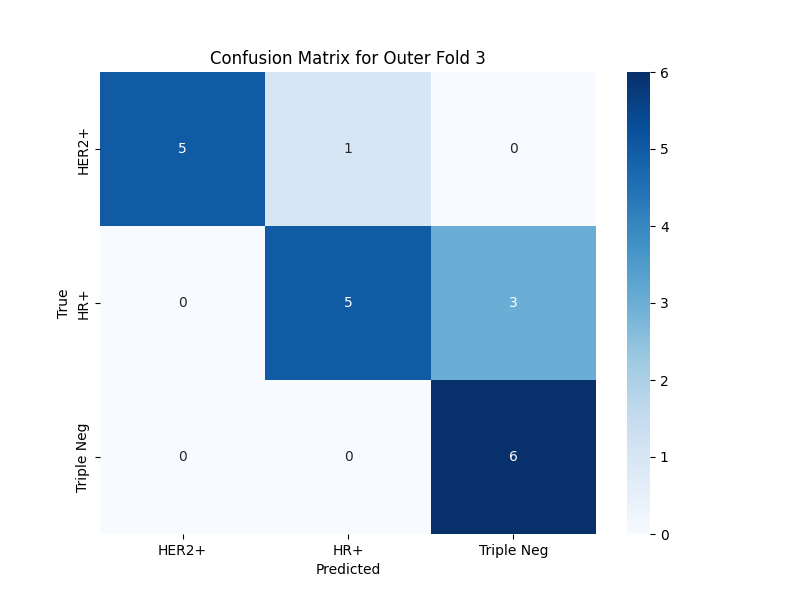 Confusion Matrix for Outer Fold 3
True
HER2+
5
1
0
HR+
0
5
3
Triple Neg
0
0
6
HER2+
HR+
Triple Neg
Predicted
6
5
4
3
2
1
0